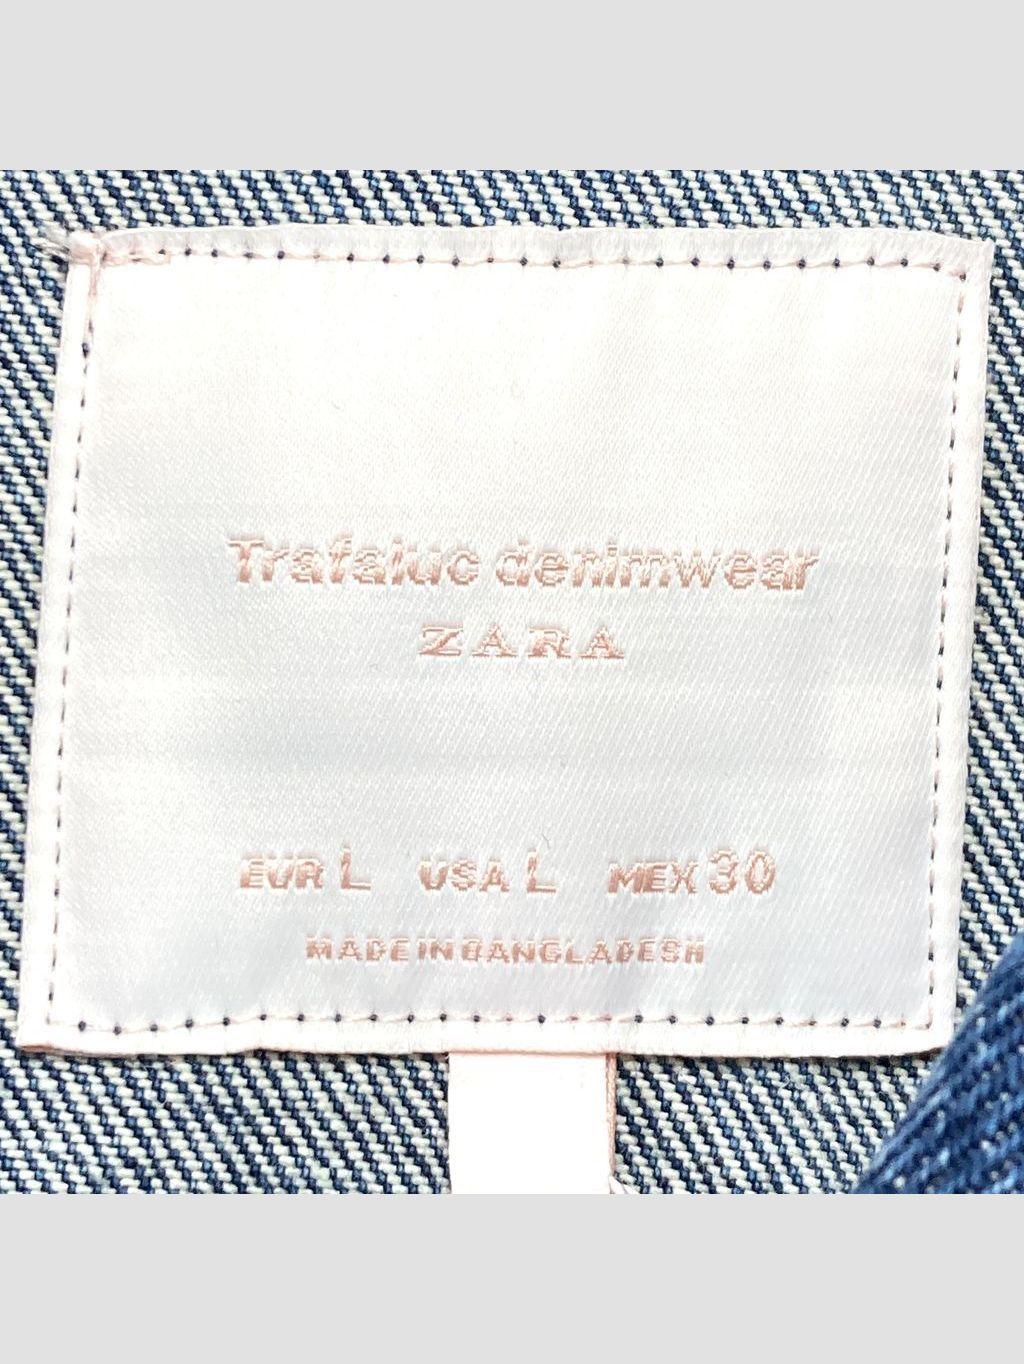 Trafaluc denimwear
ZARA
EUR L USA L MEX 30
MADE IN BANGLADESH